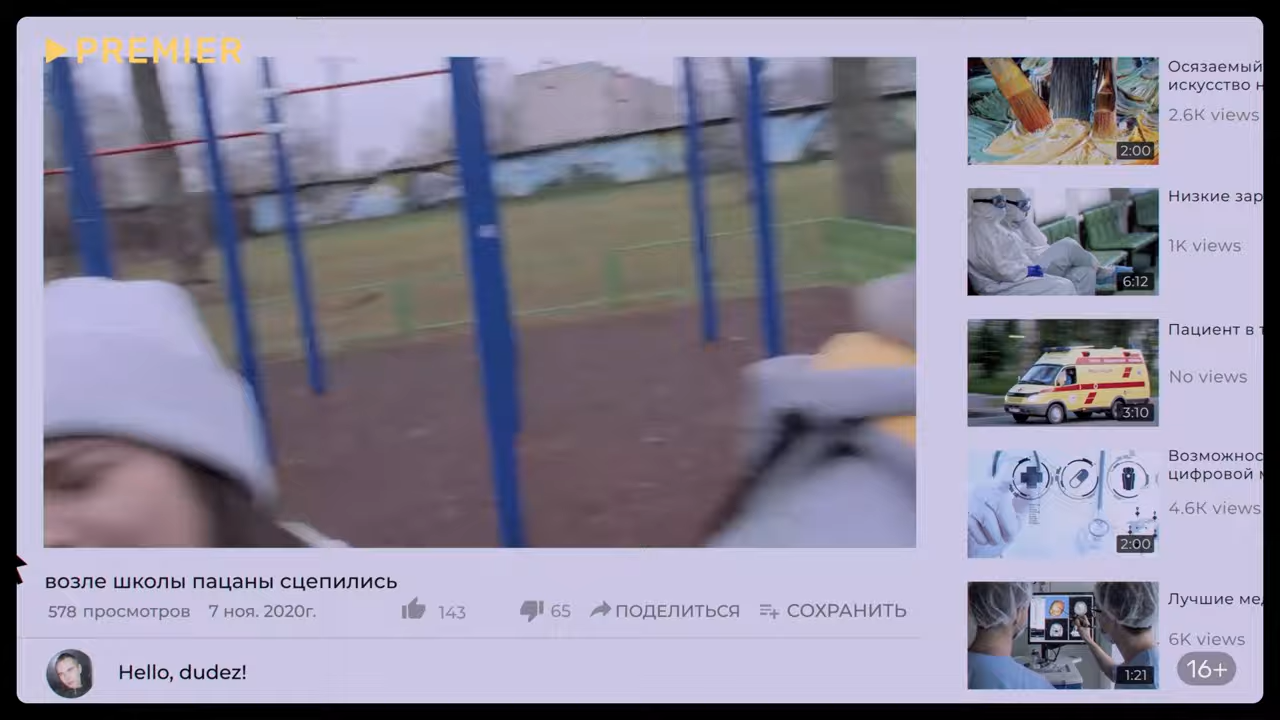 PREMIER
возле школы пацаны сцепились
578 просмотров 7 ноя. 2020г. 143 65 ПОДЕЛИТЬСЯ СОХРАНИТЬ
Hello, dudez!
Осязаемый
искусство н
2.6K views
2:00
Низкие зар
1K views
6:12
Пациент в т
No views
3:10
Возможнос
цифровой м
4.6K views
2:00
Лучшие ме
6K views
1:21
16+